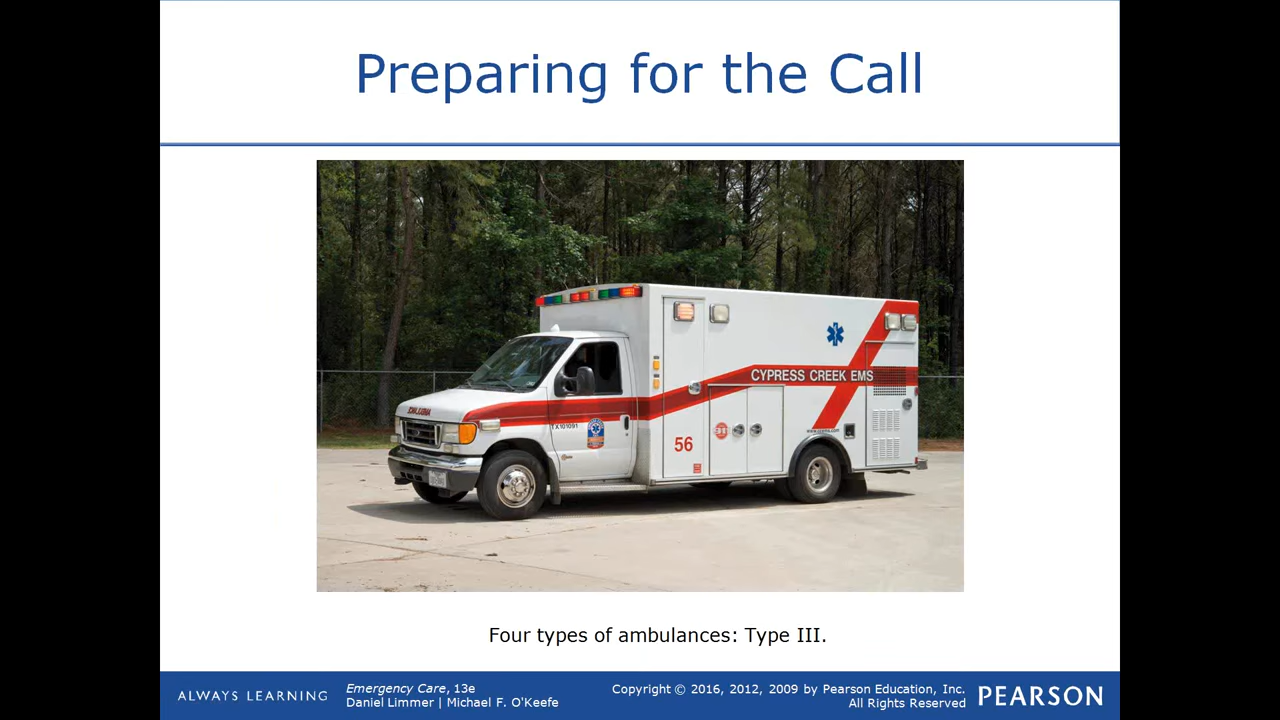 Preparing for the Call
CYPRESS CREEK EMS
TX101091
56
Four types of ambulances: Type III.
ALWAYS LEARNING
Emergency Care, 13e
Daniel Limmer | Michael F. O'Keefe
Copyright © 2016, 2012, 2009 by Pearson Education, Inc.
All Rights Reserved
PEARSON